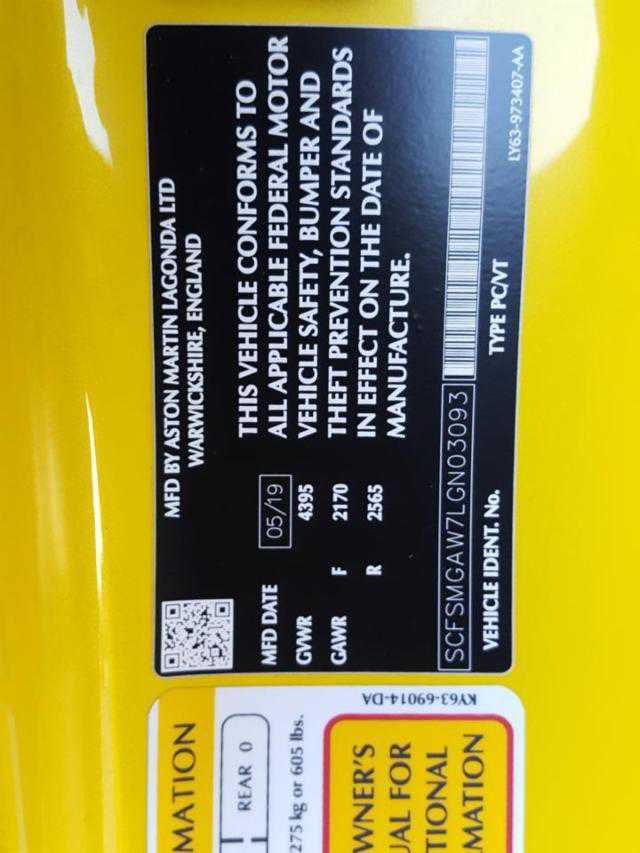 MFD BY ASTON MARTIN LAGONDA LTD
WARWICKSHIRE, ENGLAND
MFD DATE 05/19
GVWR 4395
GAWR F 2170
R 2565
THIS VEHICLE CONFORMS TO
ALL APPLICABLE FEDERAL MOTOR
VEHICLE SAFETY, BUMPER AND
THEFT PREVENTION STANDARDS
IN EFFECT ON THE DATE OF
MANUFACTURE.
SCFSMGAW7LGN03093
VEHICLE IDENT. No. TYPE PC/VT LY63-973407-AA
MATION
REAR 0
275 kg or 605 lbs.
WNER'S
UAL FOR
TIONAL
MATION
KY63-69014-DA